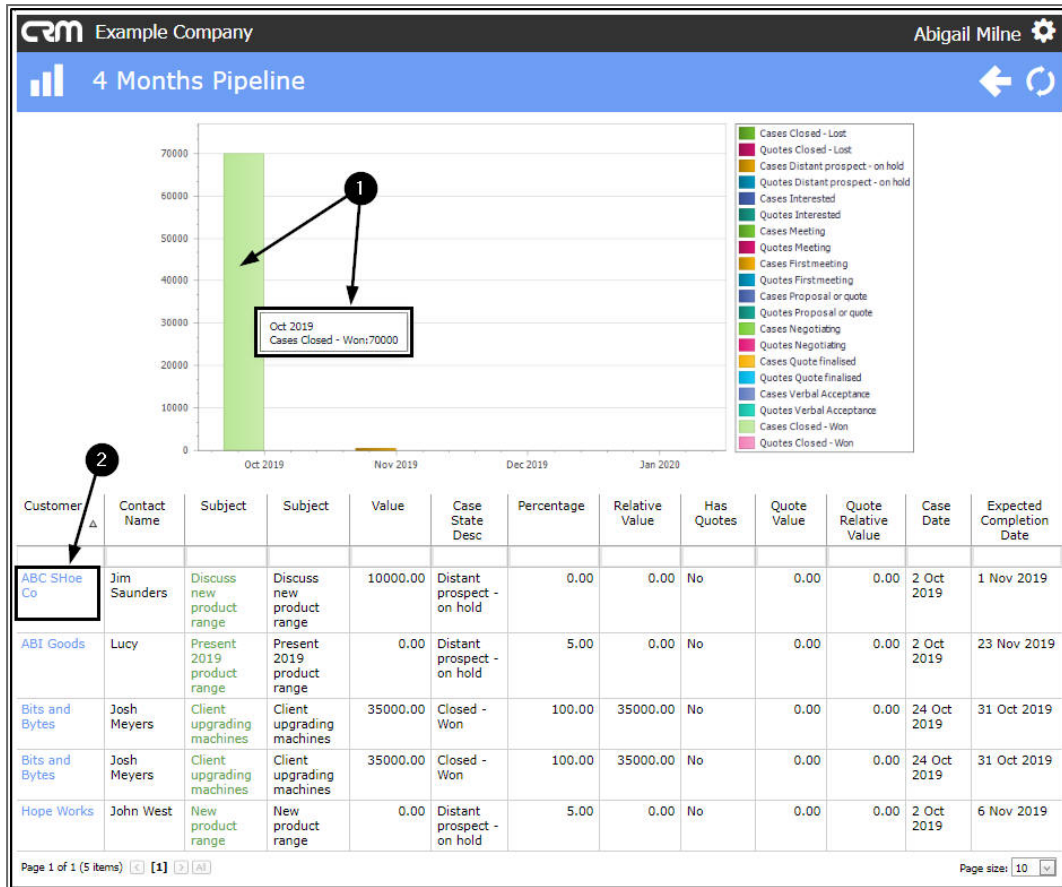 CRM Example Company
Abigail Milne
4 Months Pipeline
70000
60000
50000
40000
30000
20000
10000
0
Oct 2019
Nov 2019
Dec 2019
Jan 2020
1
Oct 2019
Cases Closed - Won:70000
Cases Closed - Lost
Quotes Closed - Lost
Cases Distant prospect - on hold
Quotes Distant prospect - on hold
Cases Interested
Quotes Interested
Cases Meeting
Quotes Meeting
Cases Firstmeeting
Quotes Firstmeeting
Cases Proposal or quote
Quotes Proposal or quote
Cases Negotiating
Quotes Negotiating
Cases Quote finalised
Quotes Quote finalised
Cases Verbal Acceptance
Quotes Verbal Acceptance
Cases Closed - Won
Quotes Closed - Won
2
Customer Contact Subject Subject Value Case Percentage Relative Has Quote Quote Case Expected
Name State Value Quotes Value Relative Date Completion
Desc Value Date
ABC SHoe Jim Discuss Discuss 10000.00 Distant 0.00 0.00 No 0.00 0.00 2 Oct 1 Nov 2019
Co Saunders new new prospect - 2019
product product on hold
range range
ABI Goods Lucy Present Present 0.00 Distant 5.00 0.00 No 0.00 0.00 2 Oct 23 Nov 2019
2019 2019 prospect - 2019
product product on hold
range range
Bits and Josh Client Client 35000.00 Closed - 100.00 35000.00 No 0.00 0.00 24 Oct 31 Oct 2019
Bytes Meyers upgrading upgrading Won 2019
machines machines
Bits and Josh Client Client 35000.00 Closed - 100.00 35000.00 No 0.00 0.00 24 Oct 31 Oct 2019
Bytes Meyers upgrading upgrading Won 2019
machines machines
Hope Works John West New New 0.00 Distant 5.00 0.00 No 0.00 0.00 2 Oct 6 Nov 2019
product product prospect - 2019
range range on hold
Page 1 of 1 (5 items) < [1] > All Page size: 10